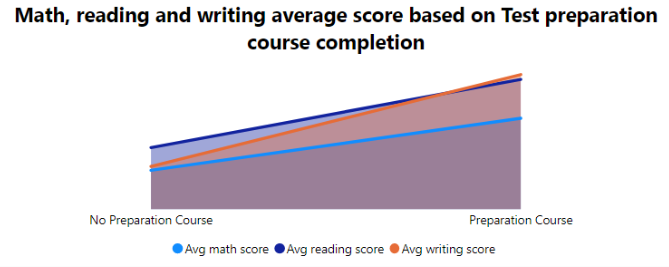 Math, reading and writing average score based on Test preparation
course completion
No Preparation Course Preparation Course
Avg math score Avg reading score Avg writing score